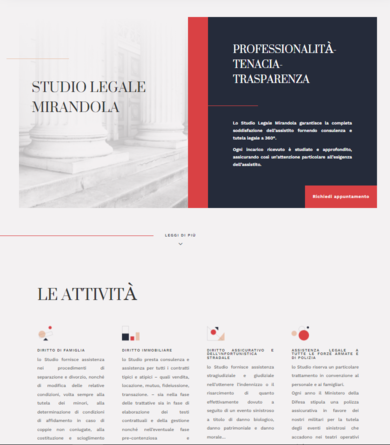 STUDIO LEGALE
MIRANDOLA
PROFESSIONALITÀ-
TENACIA-
TRASPARENZA
Lo Studio Legale Mirandola garantisce la completa
soddisfazione dell'assistito fornendo consulenza e
tutela legale a 360°.
Ogni incarico ricevuto è studiato e approfondito,
assicurando così un'attenzione particolare all'esigenza
dell'assistito.
Richiedi appuntamento
LEGGI DI PIÙ
LE ATTIVITÀ
DIRITTO DI FAMIGLIA
lo Studio fornisce assistenza
nei procedimenti di
separazione e divorzio, nonché
di modifica delle relative
condizioni, volta sempre alla
tutela dei minori, alla
determinazione di condizioni
di affidamento in caso di
coppie non coniugate, alla
costituzione e scioglimento
DIRITTO IMMOBILIARE
lo Studio presta consulenza e
assistenza per tutti i contratti
tipici e atipici – quali vendita,
locazione, mutuo, fideiussione,
transazione. – sia nella fase
delle trattative sia in fase di
elaborazione dei testi
contrattuali e della gestione
nonché nell'eventuale fase
pre-contenziosa e
DIRITTO ASSICURATIVO E
DELL'INFORTUNISTICA
STRADALE
lo Studio fornisce assistenza
stragiudiziale e giudiziale
nell'ottenere l'indennizzo o il
risarcimento di quanto
effettivamente dovuto a
seguito di un evento sinistroso
a titolo di danno biologico,
danno patrimoniale e danno
morale...
ASSISTENZA LEGALE A
TUTTE LE FORZE ARMATE E
DI POLIZIA
lo Studio riserva un particolare
trattamento in convenzione al
personale e ai famigliari.
Ogni anno il Ministero della
Difesa stipula una polizza
assicurativa in favore dei
nostri militari per la tutela
degli eventi sinistrosi che
accadono nei teatri operativi